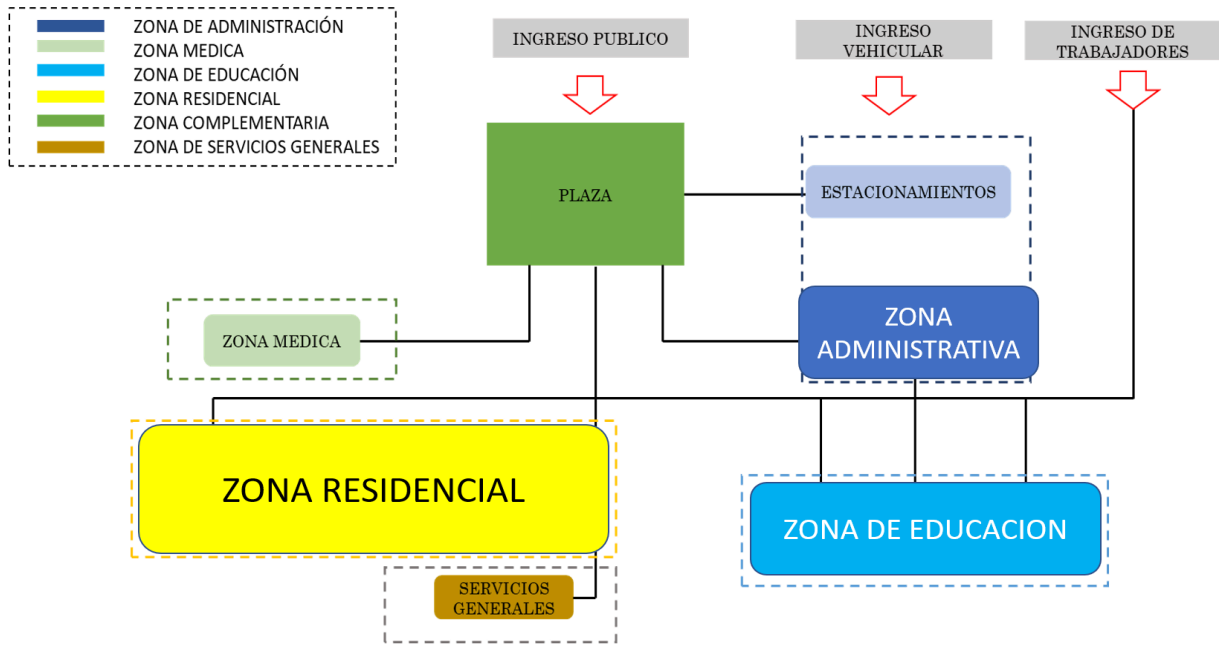 ZONA DE ADMINISTRACIÓN
ZONA MEDICA
ZONA DE EDUCACIÓN
ZONA RESIDENCIAL
ZONA COMPLEMENTARIA
ZONA DE SERVICIOS GENERALES
INGRESO PUBLICO
INGRESO
VEHICULAR
INGRESO DE
TRABAJADORES
PLAZA
ESTACIONAMIENTOS
ZONA MEDICA
ZONA
ADMINISTRATIVA
ZONA RESIDENCIAL
ZONA DE EDUCACION
SERVICIOS
GENERALES